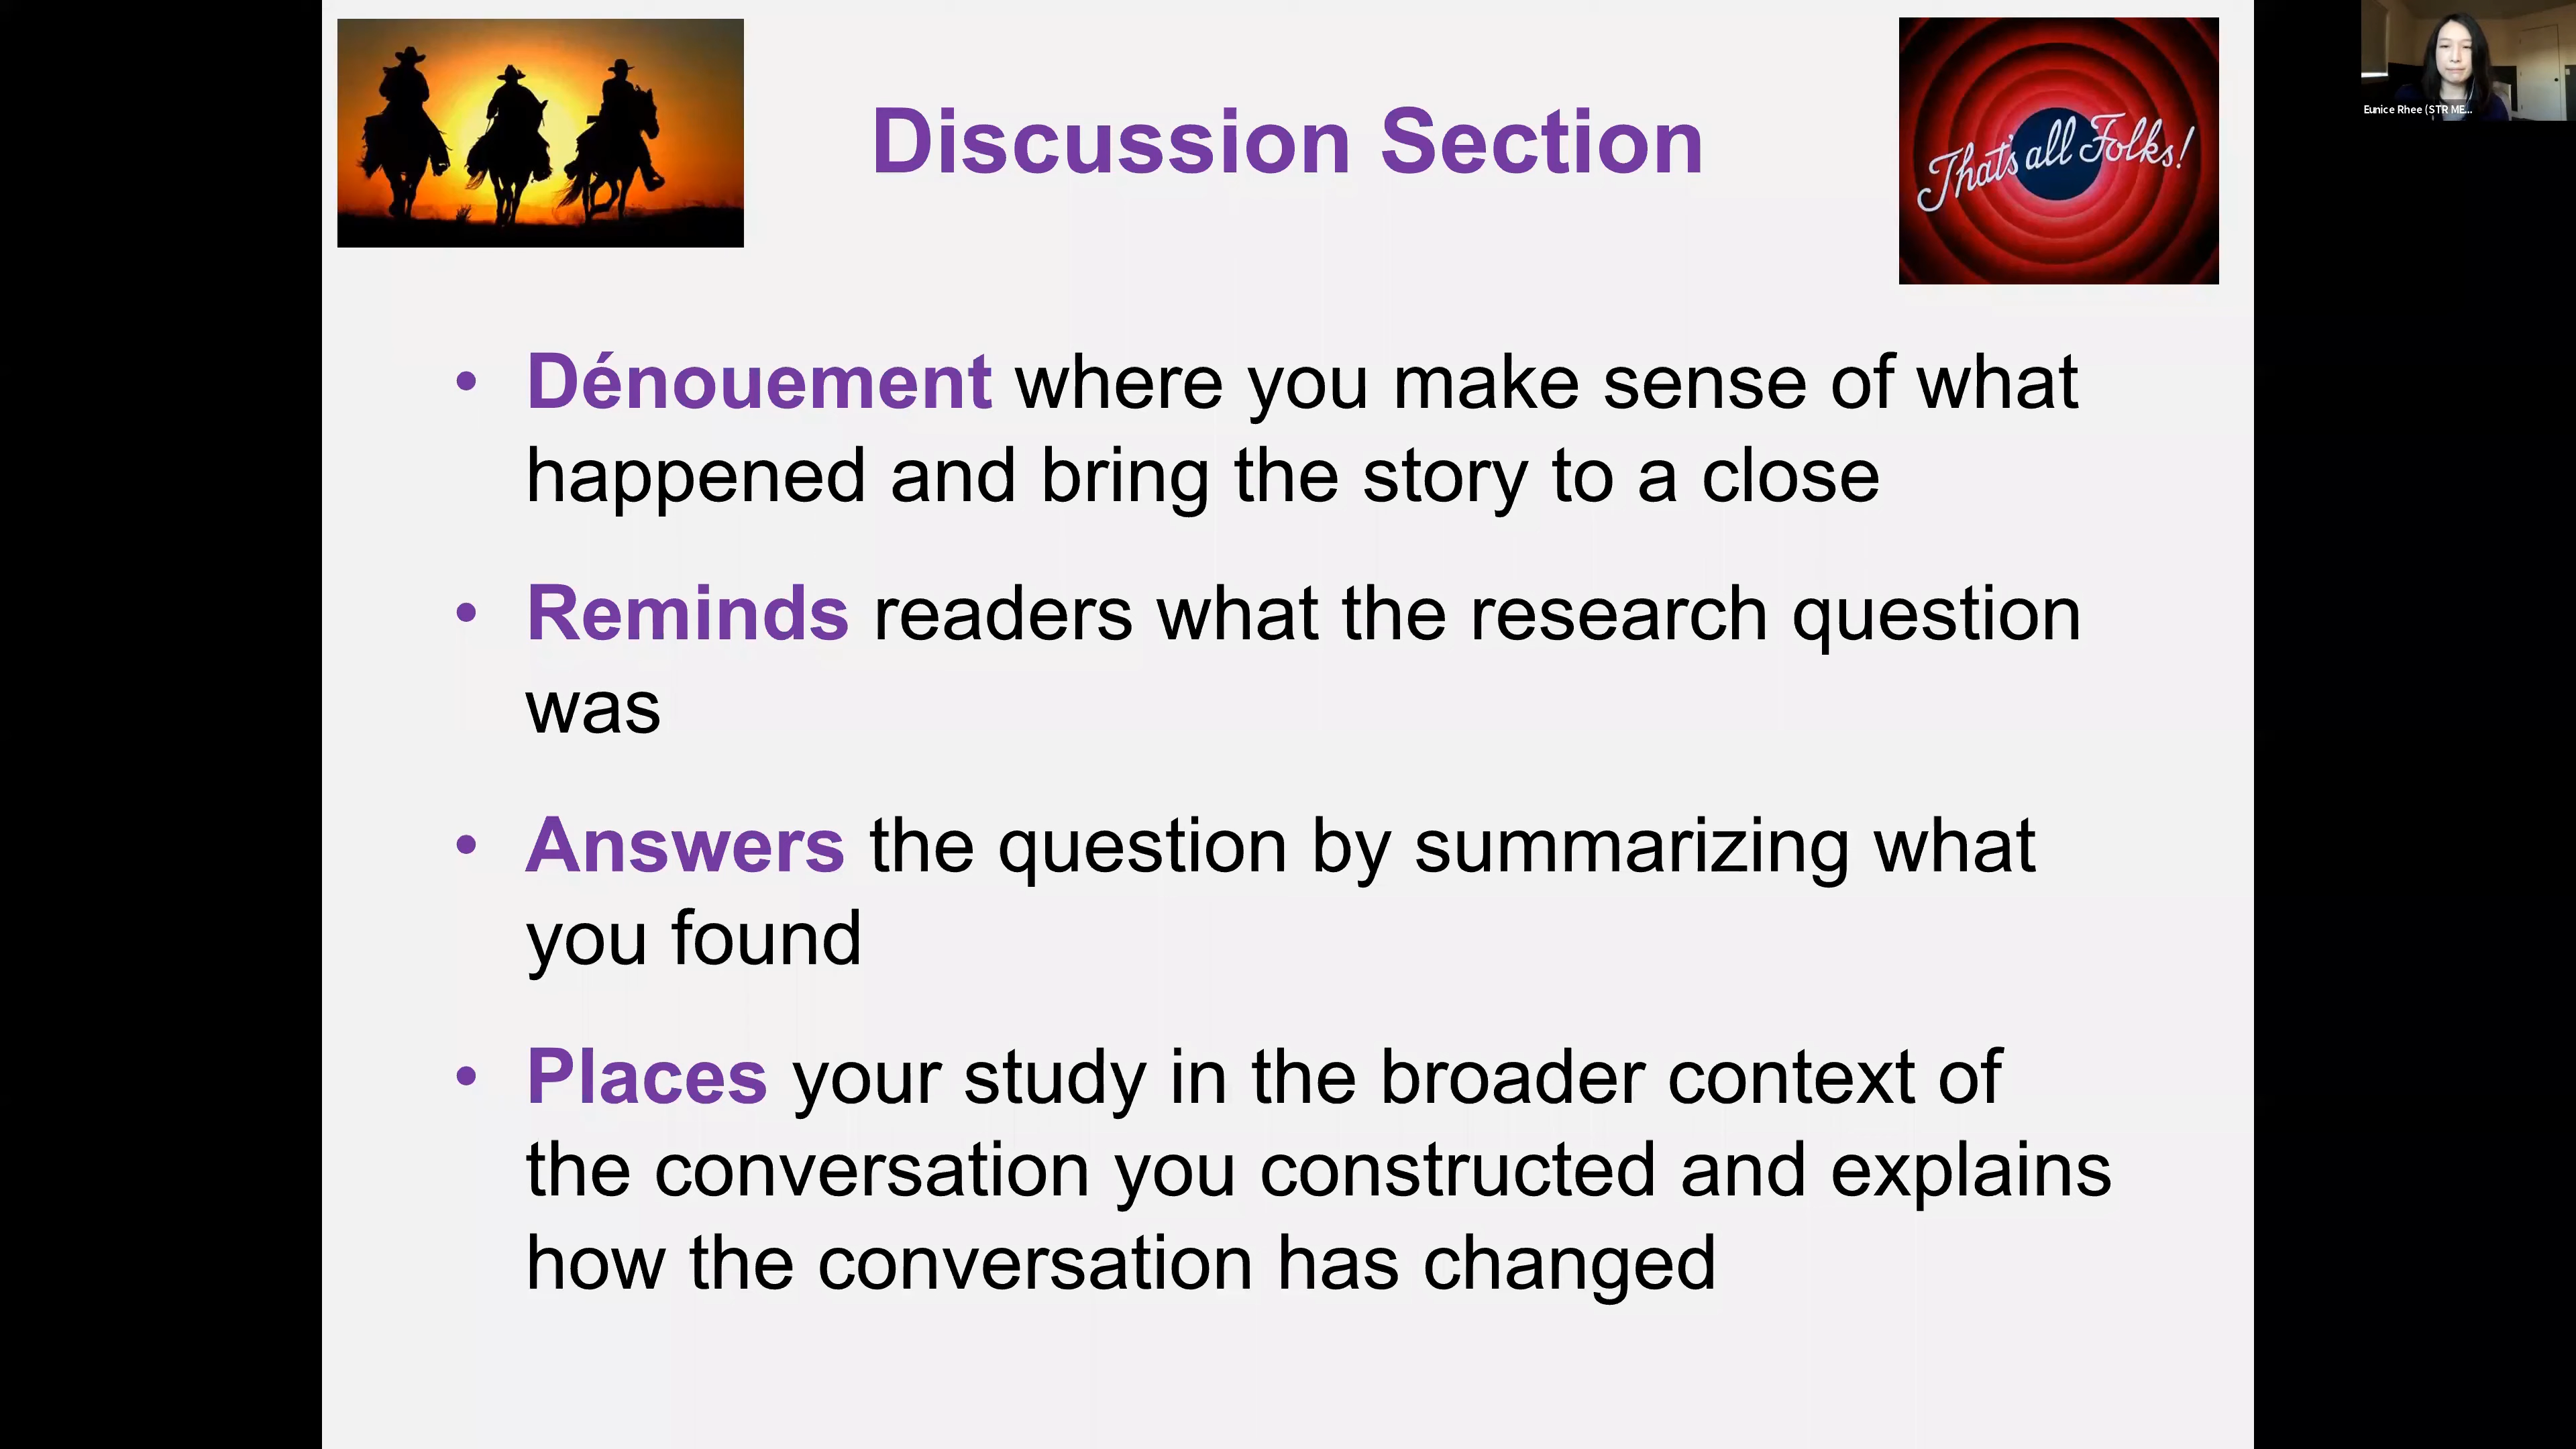 Discussion Section
That's all Folks!
Eunice Rhee (STR ME...
• Dénouement where you make sense of what
happened and bring the story to a close
• Reminds readers what the research question
was
• Answers the question by summarizing what
you found
• Places your study in the broader context of
the conversation you constructed and explains
how the conversation has changed